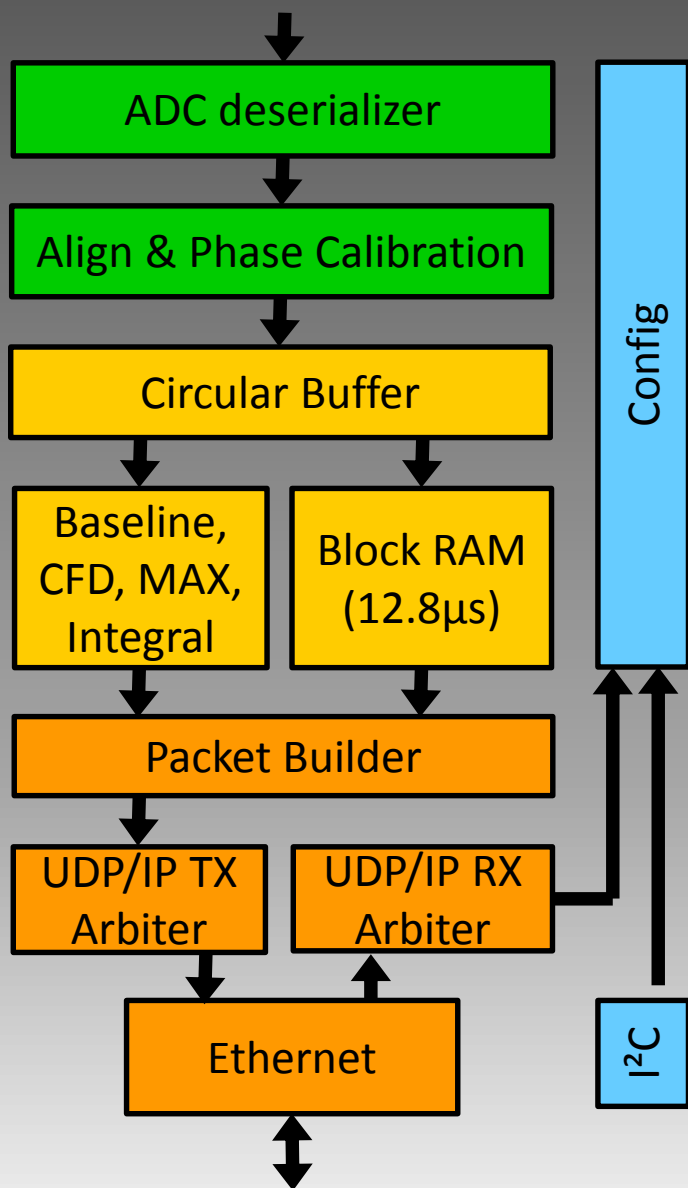 ADC deserializer
Align & Phase Calibration
Circular Buffer
Baseline,
CFD, MAX,
Integral
Block RAM
(12.8µs)
Packet Builder
UDP/IP TX
Arbiter
UDP/IP RX
Arbiter
Ethernet
Config
I²C